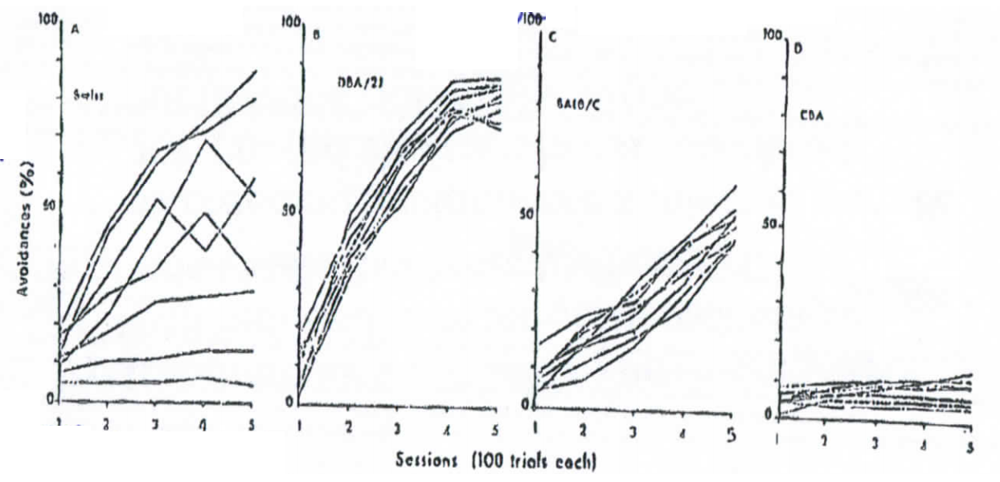 100 A
Swiss
50
0
1 2 3 4 5
Avoidances (%)
100 B
DBA/2J
50
0
1 2 3 4 5
100 C
BALB/C
50
0
1 2 3 4 5
100 D
CBA
50
0
1 2 3 4 5
Sessions (100 trials each)